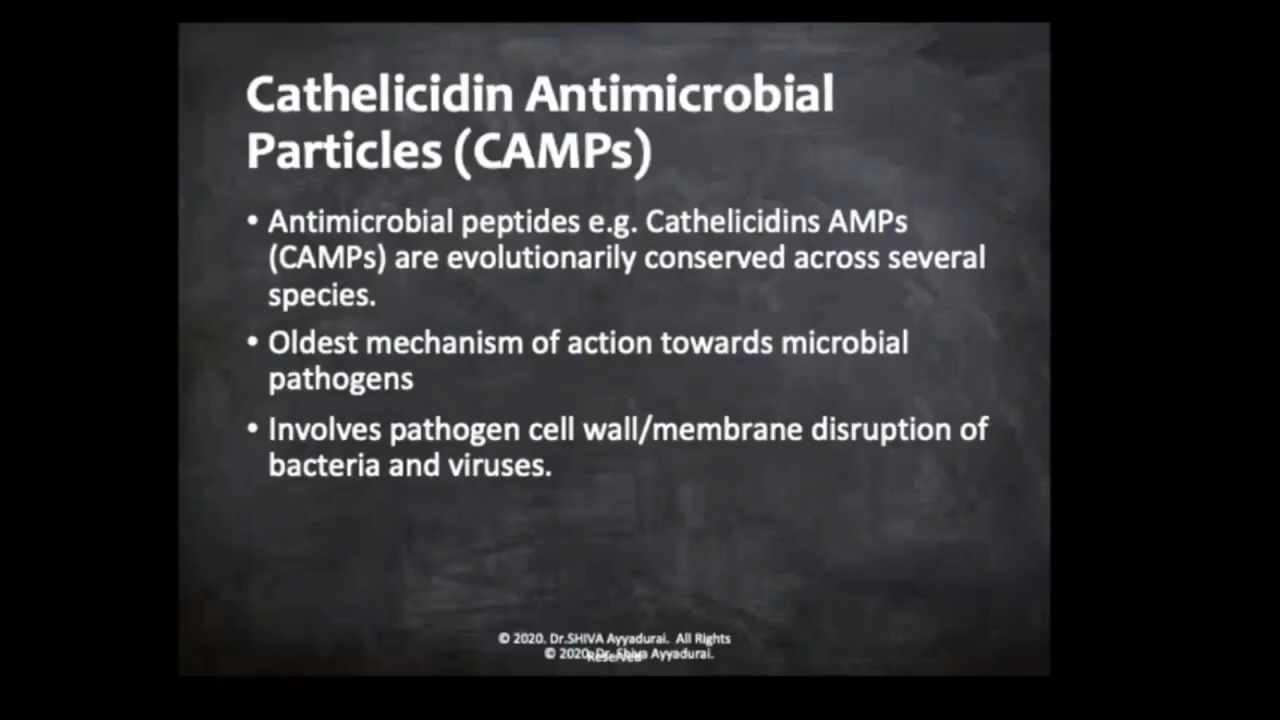 Cathelicidin Antimicrobial
Particles (CAMPs)
• Antimicrobial peptides e.g. Cathelicidins AMPs
(CAMPs) are evolutionarily conserved across several
species.
• Oldest mechanism of action towards microbial
pathogens
• Involves pathogen cell wall/membrane disruption of
bacteria and viruses.
© 2020. Dr.SHIVA Ayyadurai. All Rights
Reserved
© 2020. Dr. Shiva Ayyadurai.